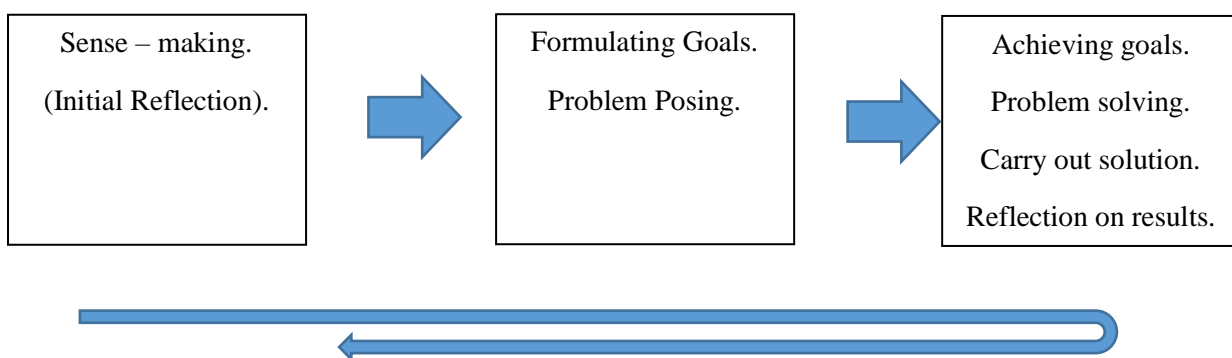 Sense – making.
(Initial Reflection).
Formulating Goals.
Problem Posing.
Achieving goals.
Problem solving.
Carry out solution.
Reflection on results.